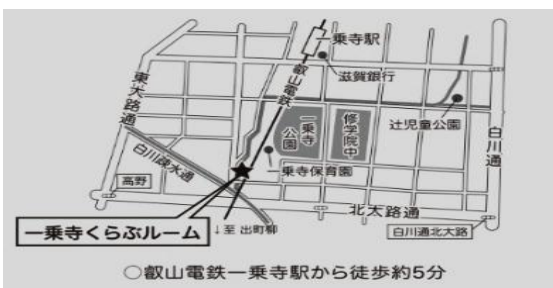 一乗寺駅
滋賀銀行
叡山電鉄
東大路通
一乗寺公園
修学院中
辻児童公園
白川通
白川疏水通
一乗寺保育園
高野
北大路通
一乗寺くらぶルーム
↓至 出町柳
白川通北大路
○叡山電鉄一乗寺駅から徒歩約5分